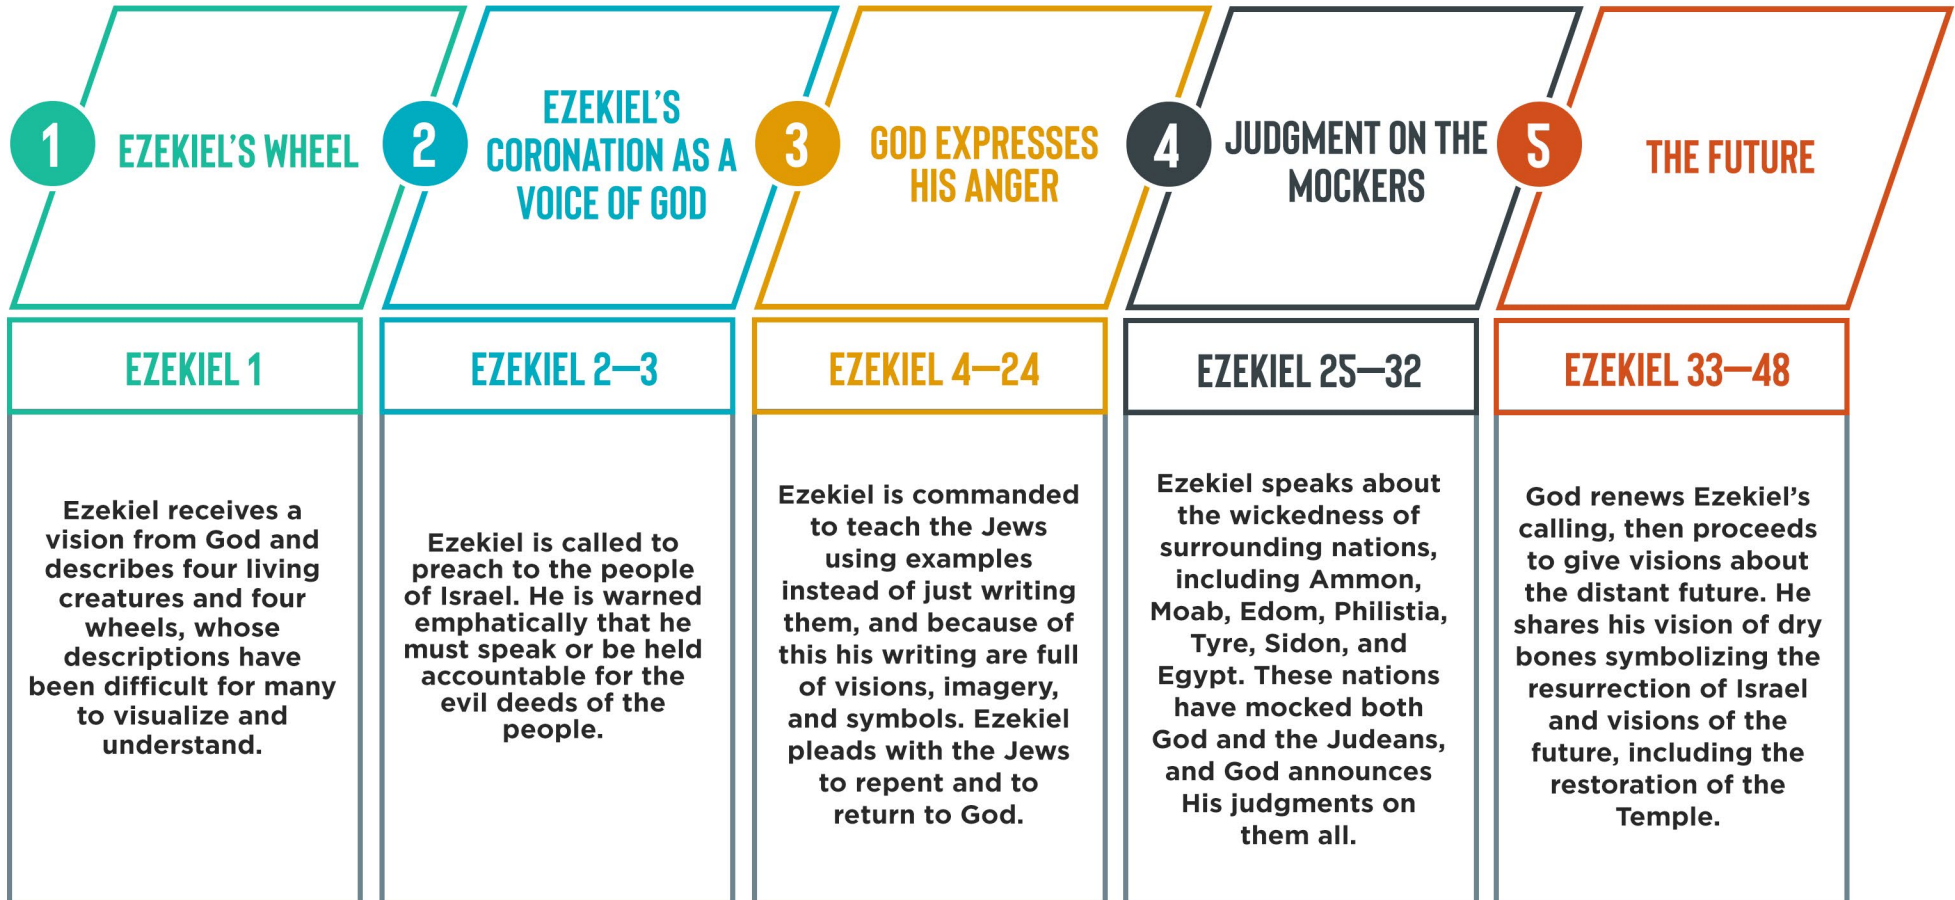 1
EZEKIEL'S WHEEL
2
EZEKIEL'S
CORONATION AS A
VOICE OF GOD
3
GOD EXPRESSES
HIS ANGER
4
JUDGMENT ON THE
MOCKERS
5
THE FUTURE
EZEKIEL 1
Ezekiel receives a
vision from God and
describes four living
creatures and four
wheels, whose
descriptions have
been difficult for many
to visualize and
understand.
EZEKIEL 2—3
Ezekiel is called to
preach to the people
of Israel. He is warned
emphatically that he
must speak or be held
accountable for the
evil deeds of the
people.
EZEKIEL 4—24
Ezekiel is commanded
to teach the Jews
using examples
instead of just writing
them, and because of
this his writing are full
of visions, imagery,
and symbols. Ezekiel
pleads with the Jews
to repent and to
return to God.
EZEKIEL 25—32
Ezekiel speaks about
the wickedness of
surrounding nations,
including Ammon,
Moab, Edom, Philistia,
Tyre, Sidon, and
Egypt. These nations
have mocked both
God and the Judeans,
and God announces
His judgments on
them all.
EZEKIEL 33—48
God renews Ezekiel's
calling, then proceeds
to give visions about
the distant future. He
shares his vision of dry
bones symbolizing the
resurrection of Israel
and visions of the
future, including the
restoration of the
Temple.